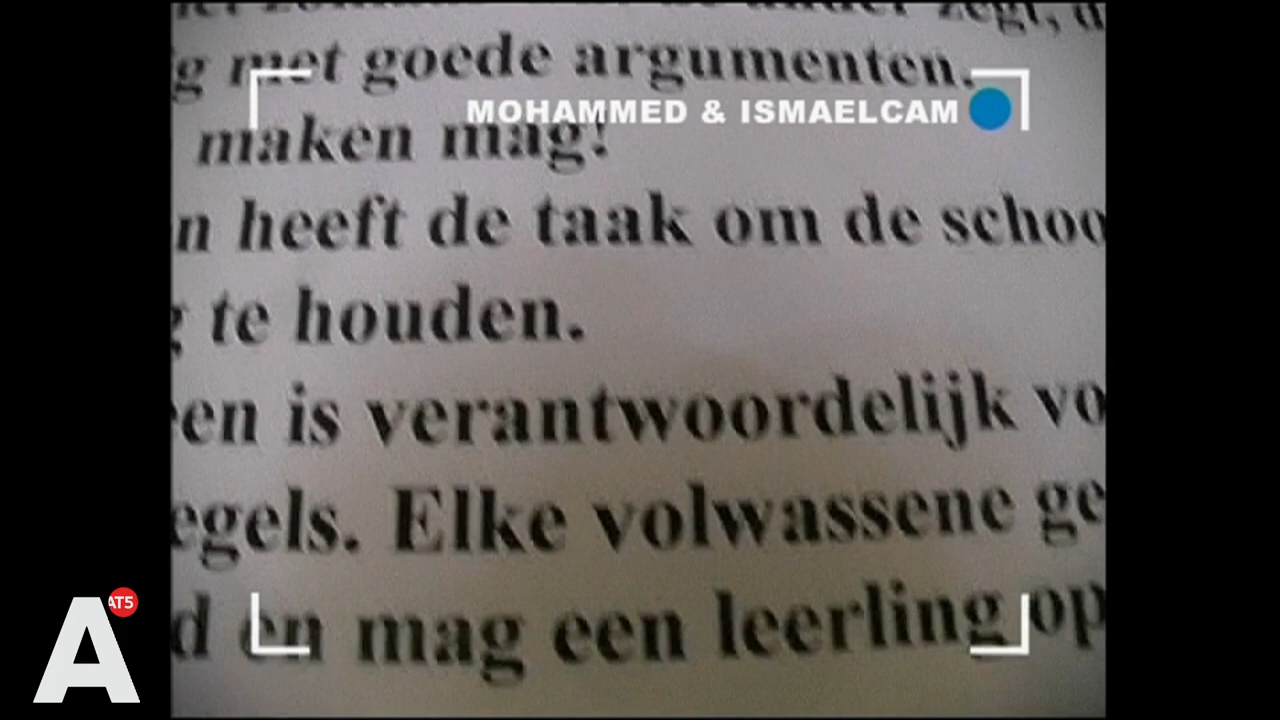 zegt, d
g met goede argumenten.
MOHAMMED & ISMAELCAM
maken mag!
n heeft de taak om de schoo
g te houden.
en is verantwoordelijk vo
egels. Elke volwassene ge
d en mag een leerling op
A AT5